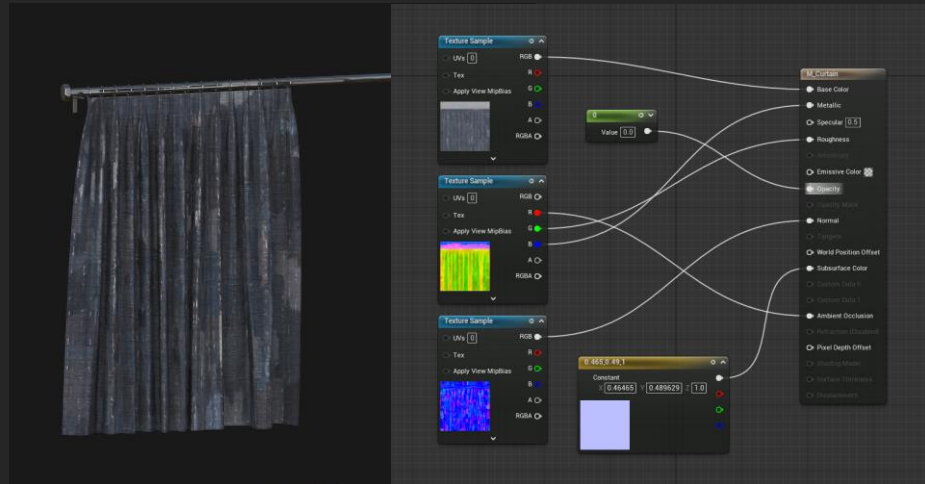 Texture Sample
UVs 0
Tex
Apply View MipBias
RGB
R
G
B
A
RGBA
Texture Sample
UVs 0
Tex
Apply View MipBias
RGB
R
G
B
A
RGBA
Texture Sample
UVs 0
Tex
Apply View MipBias
RGB
R
G
B
A
RGBA
0
Value 0.0
0.465,0.49,1
Constant
X 0.46465 Y 0.489629 Z 1.0
M_Curtain
Base Color
Metallic
Specular 0.5
Roughness
Anisotropy
Emissive Color
Opacity
Opacity Mask
Normal
Tangent
World Position Offset
Subsurface Color
Custom Data 0
Custom Data 1
Ambient Occlusion
Pixel Depth Offset
Shading Model
Surface Thickness
Displacement